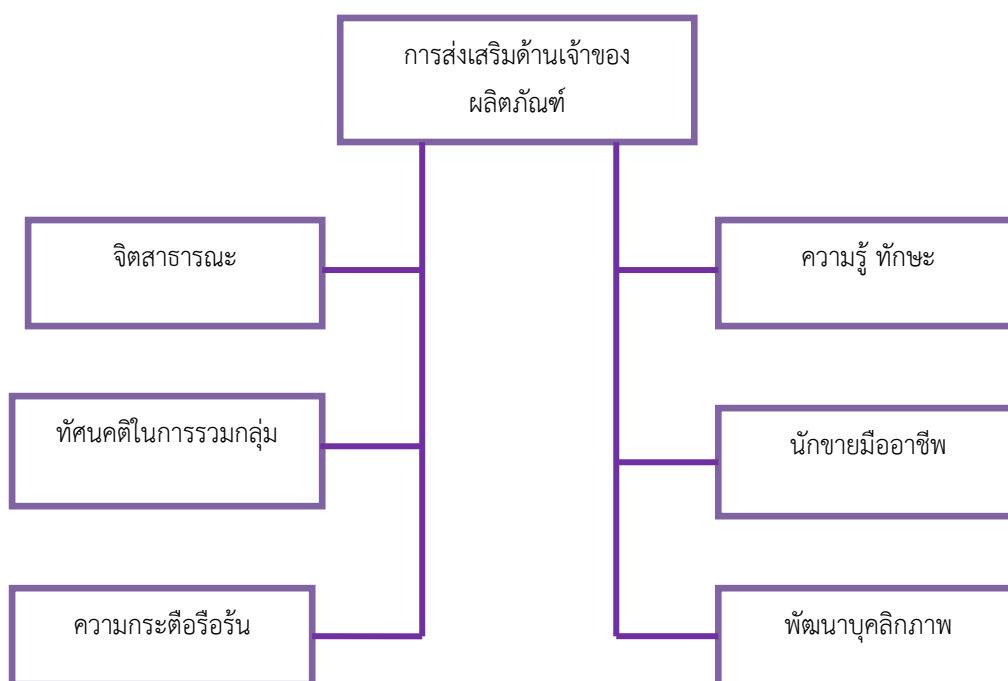 การส่งเสริมด้านเจ้าของ
ผลิตภัณฑ์
จิตสาธารณะ
ความรู้ ทักษะ
ทัศนคติในการรวมกลุ่ม
นักขายมืออาชีพ
ความกระตือรือร้น
พัฒนาบุคลิกภาพ